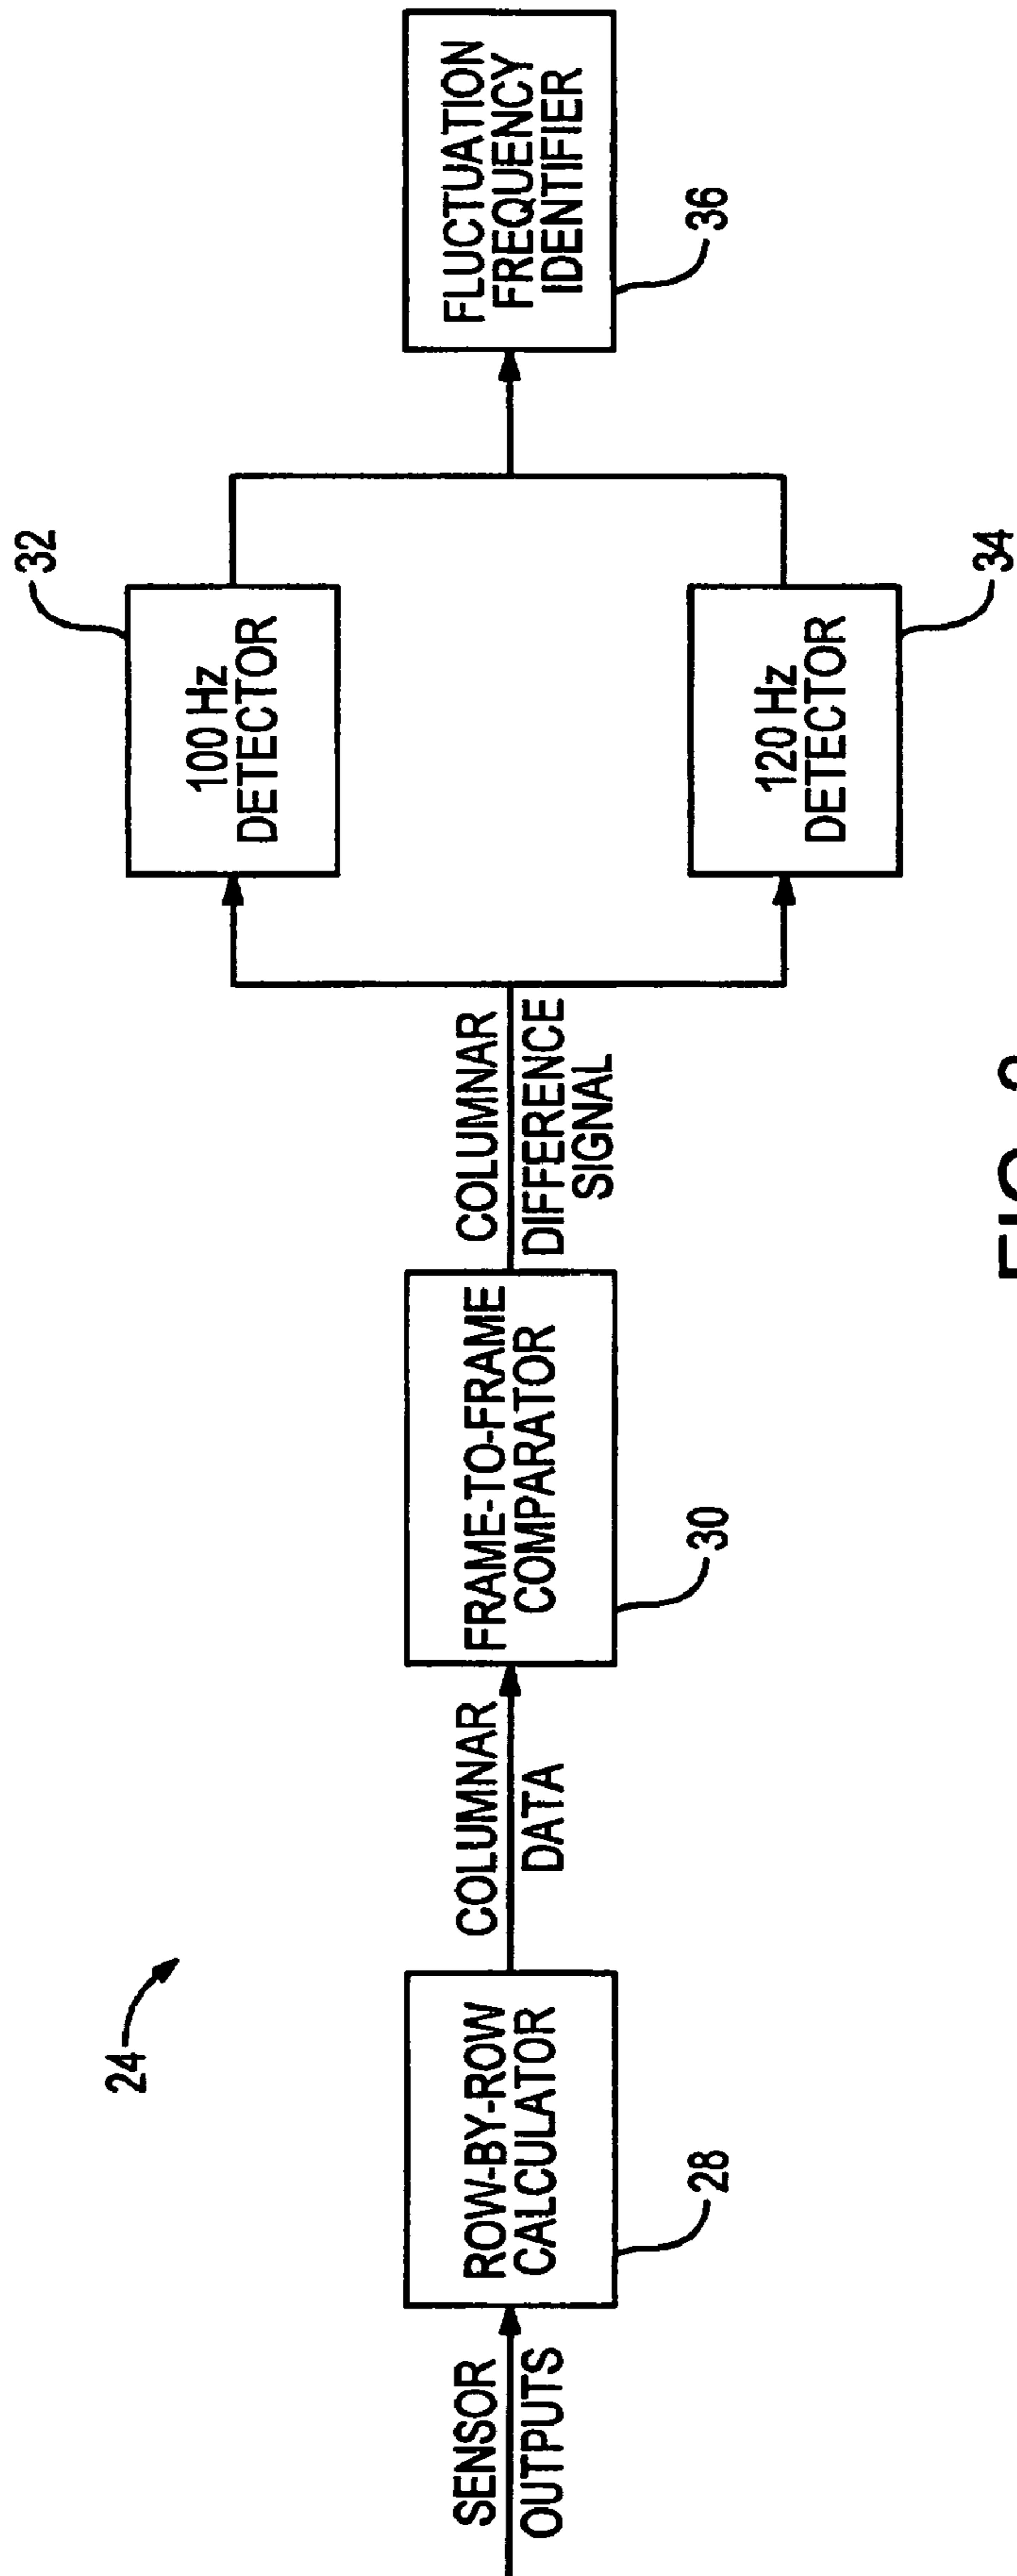 24
SENSOR
OUTPUTS
ROW-BY-ROW
CALCULATOR
28
COLUMNAR
DATA
FRAME-TO-FRAME
COMPARATOR
30
COLUMNAR
DIFFERENCE
SIGNAL
32
100 Hz
DETECTOR
120 Hz
DETECTOR
34
FLUCTUATION
FREQUENCY
IDENTIFIER
36